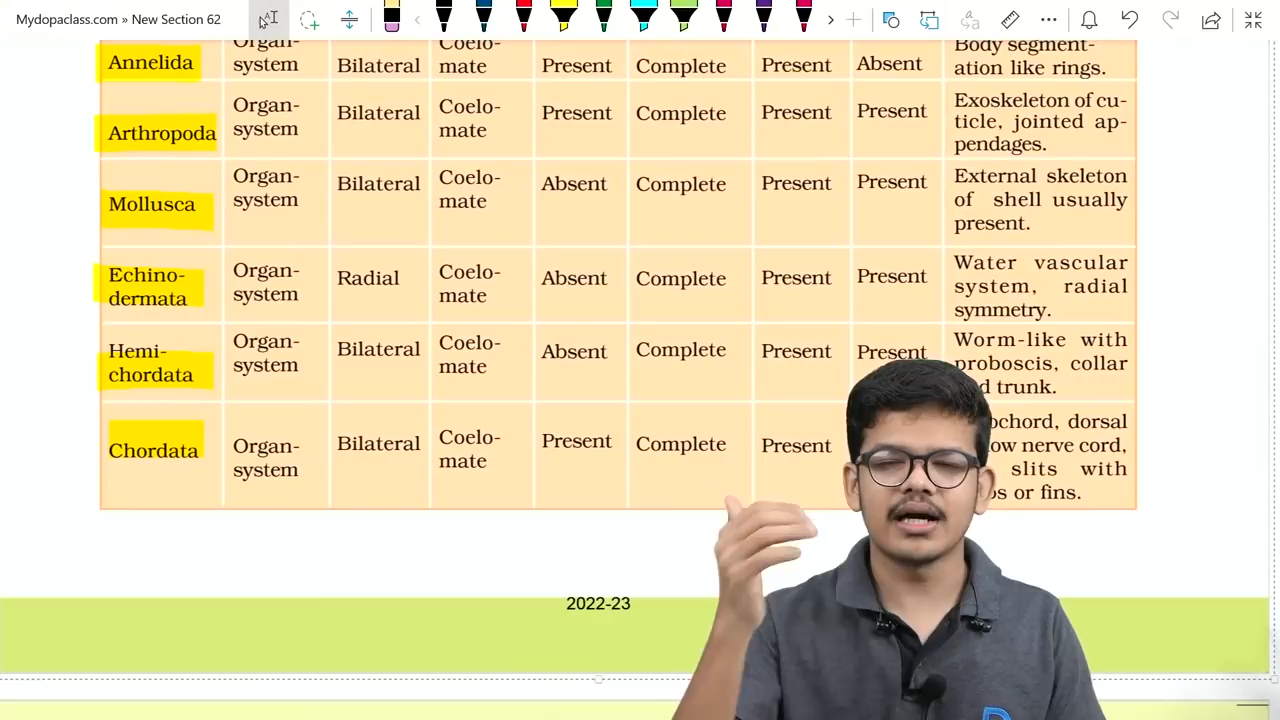 Mydopaclass.com » New Section 62
Annelida
system
Bilateral
mate
Present
Complete
Present
Absent
Body segment-
ation like rings.
Arthropoda
Organ-
system
Bilateral
Coelo-
mate
Present
Complete
Present
Present
Exoskeleton of cu-
ticle, jointed ap-
pendages.
Mollusca
Organ-
system
Bilateral
Coelo-
mate
Absent
Complete
Present
Present
External skeleton
of shell usually
present.
Echino-
dermata
Organ-
system
Radial
Coelo-
mate
Absent
Complete
Present
Present
Water vascular
system, radial
symmetry.
Hemi-
chordata
Organ-
system
Bilateral
Coelo-
mate
Absent
Complete
Present
Present
Worm-like with
proboscis, collar
trunk.
Chordata
Organ-
system
Bilateral
Coelo-
mate
Present
Complete
Present
dorsal
nerve cord,
slits with
or fins.
2022-23